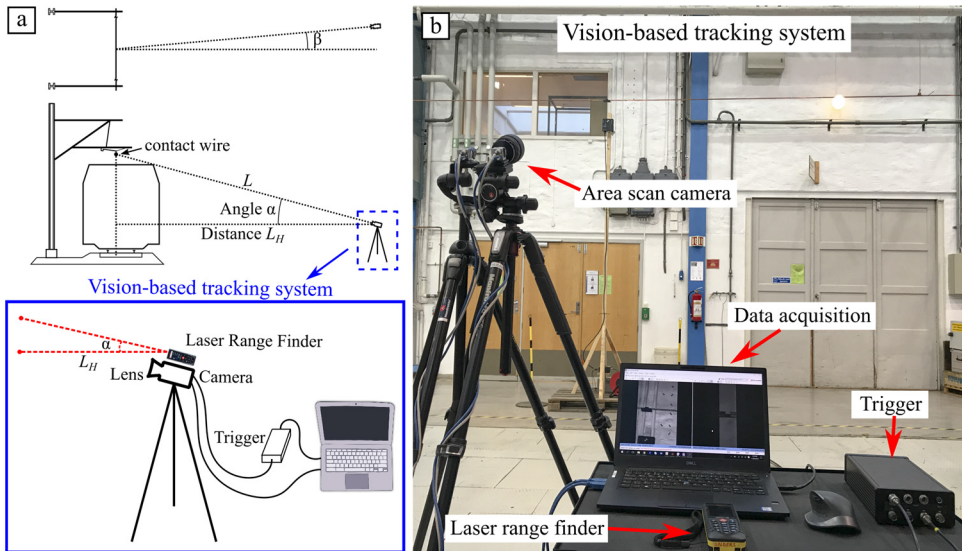 a
β
contact wire
L
Angle α
Distance L_H
Vision-based tracking system
α
L_H
Laser Range Finder
Lens
Camera
Trigger
b
Vision-based tracking system
Area scan camera
Data acquisition
Trigger
Laser range finder
DELL